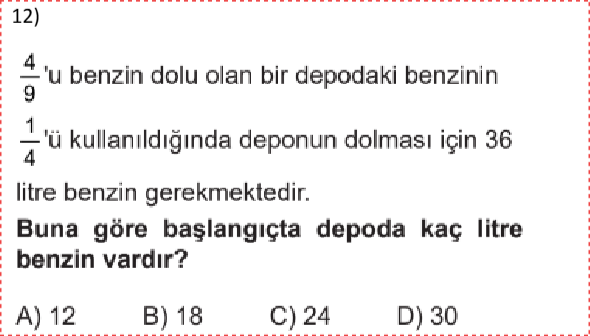 12)
4/9 'u benzin dolu olan bir depodaki benzinin
1/4 'ü kullanıldığında deponun dolması için 36
litre benzin gerekmektedir.
Buna göre başlangıçta depoda kaç litre
benzin vardır?
A) 12 B) 18 C) 24 D) 30